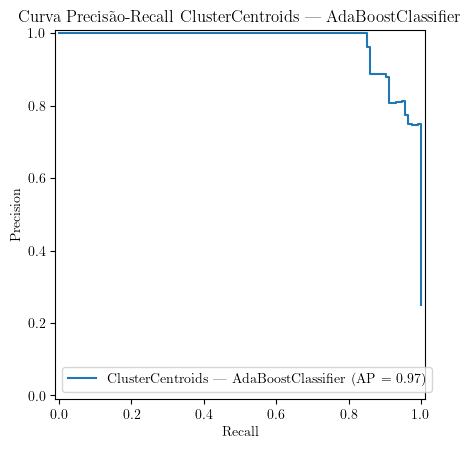 Curva Precisão-Recall ClusterCentroids — AdaBoostClassifier
1.0
0.8
0.6
0.4
0.2
0.0
Precision
ClusterCentroids — AdaBoostClassifier (AP = 0.97)
0.0 0.2 0.4 0.6 0.8 1.0
Recall